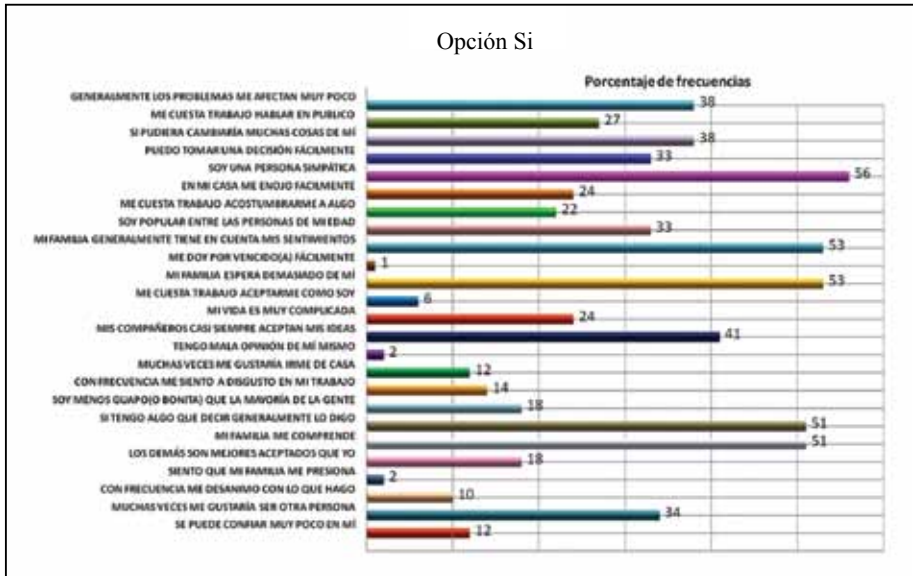 Opción Si
Porcentaje de frecuencias
GENERALMENTE LOS PROBLEMAS ME AFECTAN MUY POCO 38
ME CUESTA TRABAJO HABLAR EN PUBLICO 27
SI PUDIERA CAMBIARÍA MUCHAS COSAS DE MÍ 38
PUEDO TOMAR UNA DECISIÓN FÁCILMENTE 33
SOY UNA PERSONA SIMPÁTICA 56
EN MI CASA ME ENOJO FACILMENTE 24
ME CUESTA TRABAJO ACOSTUMBRARME A ALGO 22
SOY POPULAR ENTRE LAS PERSONAS DE MI EDAD 33
MI FAMILIA GENERALMENTE TIENE EN CUENTA MIS SENTIMIENTOS 53
ME DOY POR VENCIDO(A) FÁCILMENTE 1
MI FAMILIA ESPERA DEMASIADO DE MÍ 53
ME CUESTA TRABAJO ACEPTARME COMO SOY 6
MI VIDA ES MUY COMPLICADA 24
MIS COMPAÑEROS CASI SIEMPRE ACEPTAN MIS IDEAS 41
TENGO MALA OPINIÓN DE MÍ MISMO 2
MUCHAS VECES ME GUSTARÍA IRME DE CASA 12
CON FRECUENCIA ME SIENTO A DISGUSTO EN MI TRABAJO 14
SOY MENOS GUAPO(O BONITA) QUE LA MAYORÍA DE LA GENTE 18
SI TENGO ALGO QUE DECIR GENERALMENTE LO DIGO 51
MI FAMILIA ME COMPRENDE 51
LOS DEMÁS SON MEJORES ACEPTADOS QUE YO 18
SIENTO QUE MI FAMILIA ME PRESIONA 2
CON FRECUENCIA ME DESANIMO CON LO QUE HAGO 10
MUCHAS VECES ME GUSTARÍA SER OTRA PERSONA 34
SE PUEDE CONFIAR MUY POCO EN MÍ 12